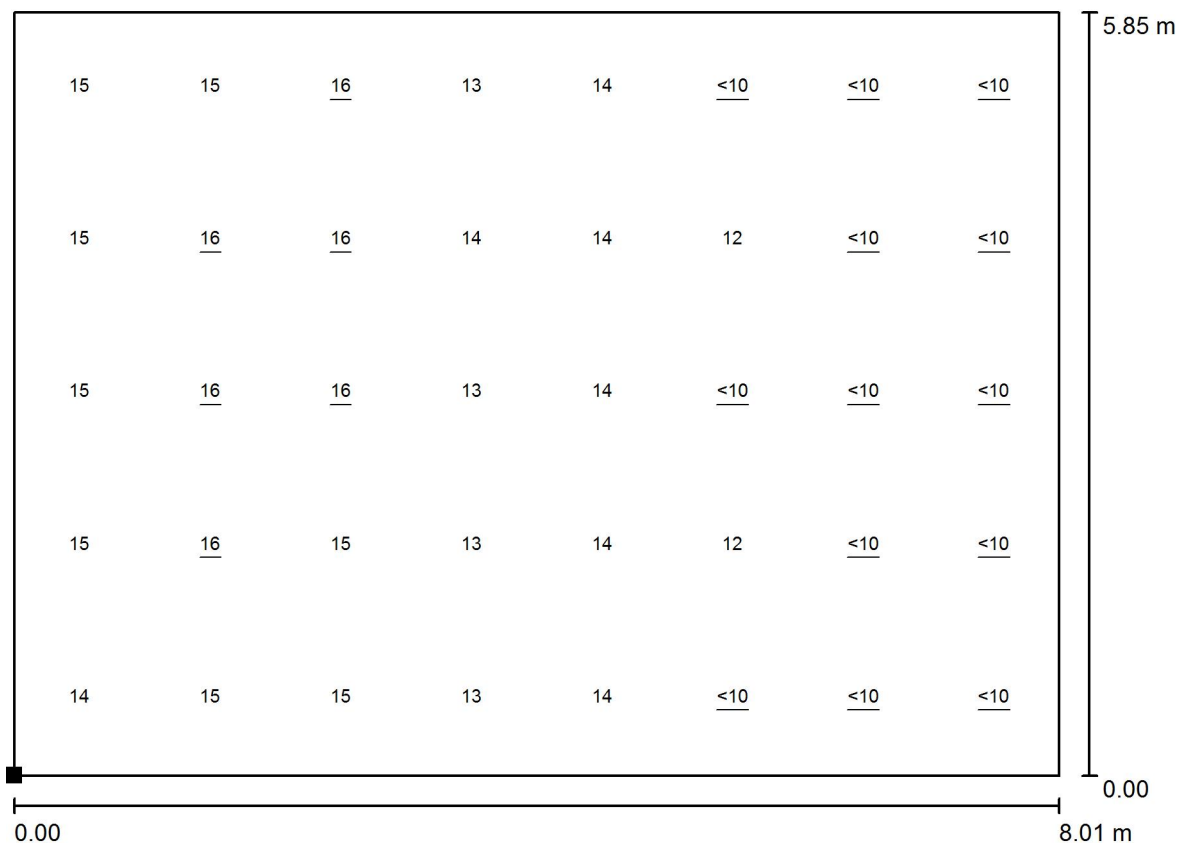 5.85 m
15 15 16 13 14 <10 <10 <10
15 16 16 14 14 12 <10 <10
15 16 16 13 14 <10 <10 <10
15 16 15 13 14 12 <10 <10
14 15 15 13 14 <10 <10 <10
0.00
0.00 8.01 m